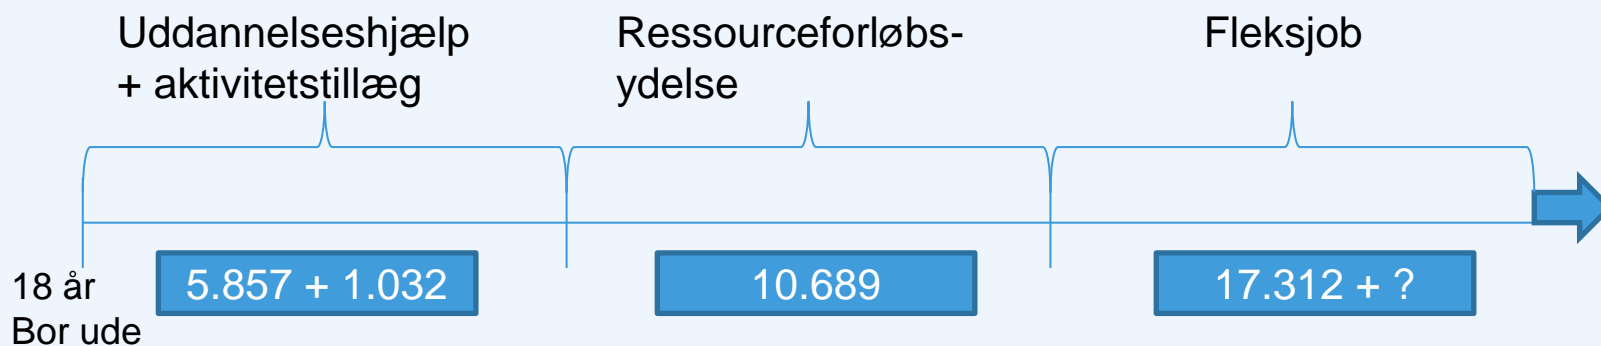 Uddannelseshjælp
+ aktivitetstillæg
Ressourceforløbs-
ydelse
Fleksjob
18 år
Bor ude
5.857 + 1.032
10.689
17.312 + ?